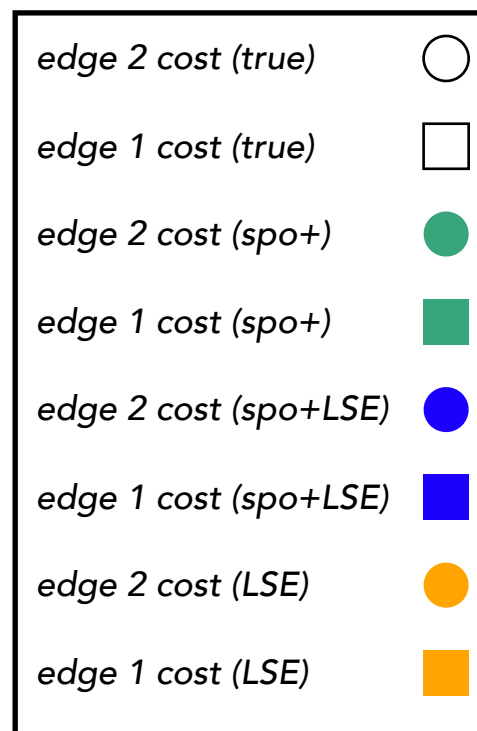 edge 2 cost (true)
edge 1 cost (true)
edge 2 cost (spo+)
edge 1 cost (spo+)
edge 2 cost (spo+LSE)
edge 1 cost (spo+LSE)
edge 2 cost (LSE)
edge 1 cost (LSE)